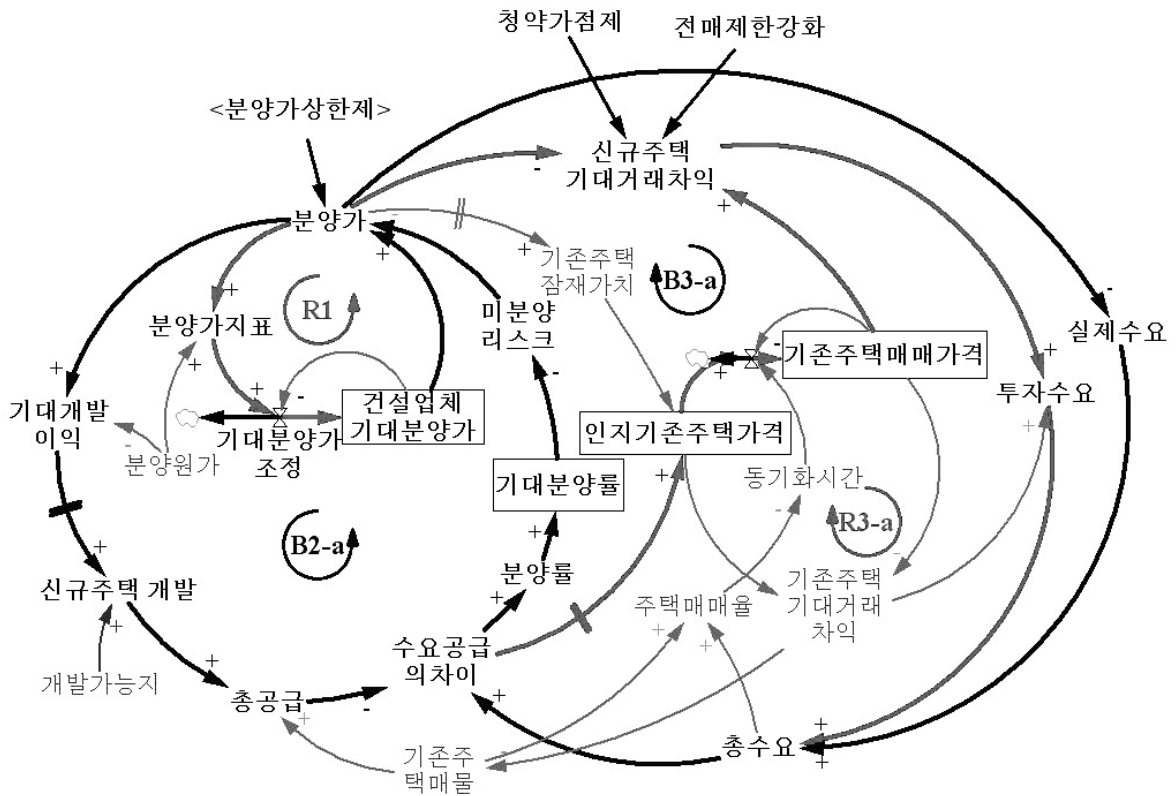 청약가점제
전매제한강화
<분양가상한제>
신규주택
기대거래차익
-
+
분양가
-
+
+
기존주택
잠재가치
B3-a
-
실제수요
R1
+
분양가지표
+
미분양
리스크
-
-
+
기존주택매매가격
+
투자수요
+
+
기대개발
이익
-
분양원가
+
-
기대분양가
조정
건설업체
기대분양가
인지기존주택가격
+
기대분양률
동기화시간
-
R3-a
B2-a
+
+
분양률
+
-
기존주택
기대거래
차익
신규주택 개발
+
주택매매율
+
+
수요공급
의차이
+
개발가능지
+
총공급
+
-
+
총수요
+
+
기존주
택매물
-